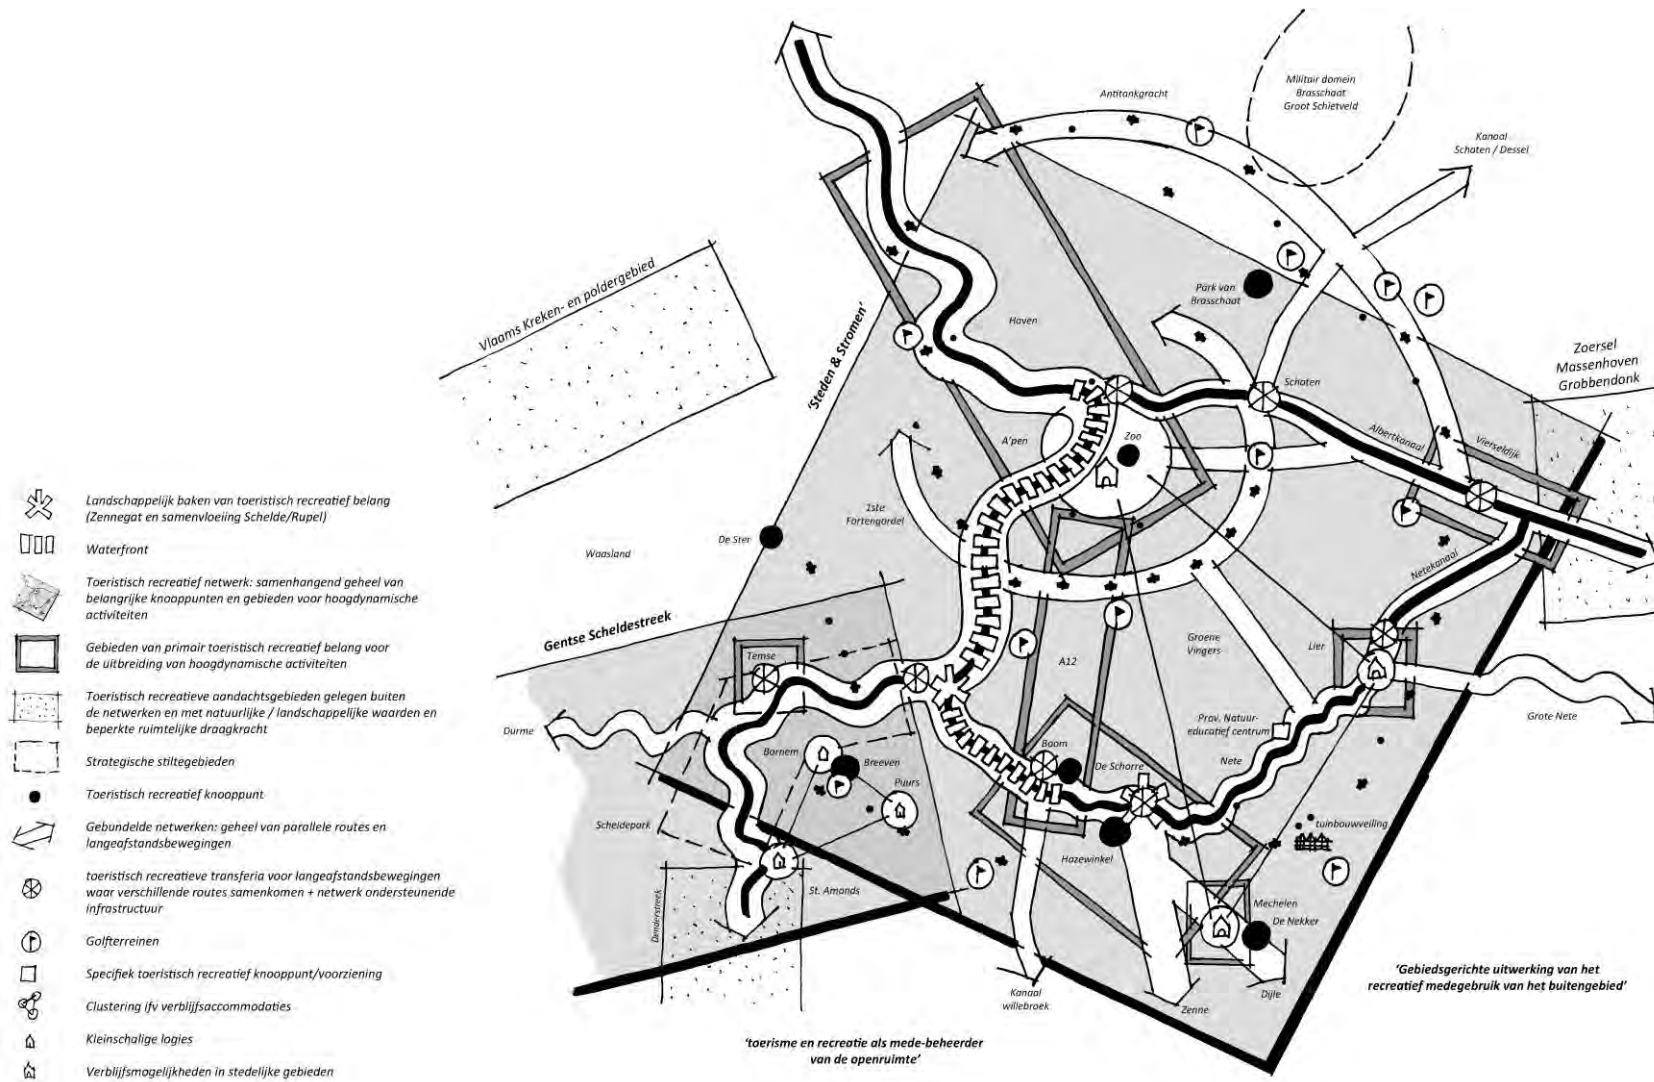 Antitankgracht
Militair domein
Brasschaat
Groot Schietveld
Kanaal
Schoten / Dessel
Vlaams Kreken- en poldergebied
'Steden & Stromen'
Haven
Park van
Brasschaat
Zoersel
Massenhoven
Grobbendonk
Schoten
A'pen
Zoo
Albertkanaal
Vierseldijk
1ste
Fortengordel
De Ster
Waasland
Netekanaal
Gentse Scheldestreek
Temse
A12
Groene
Vingers
Lier
Durme
Grote Nete
Prov. Natuur-
educatief centrum
Bornem
Breeven
Puurs
Boom
De Schorre
Nete
Scheldepark
Hazewinkel
tuinbouwveiling
St. Amands
Denderstreek
Mechelen
De Nekker
Kanaal
willebroek
Zenne
Dijle
'Gebiedsgerichte uitwerking van het
recreatief medegebruik van het buitengebied'
'toerisme en recreatie als mede-beheerder
van de openruimte'
Landschappelijk baken van toeristisch recreatief belang
(Zennegat en samenvloeiing Schelde/Rupel)
Waterfront
Toeristisch recreatief netwerk: samenhangend geheel van
belangrijke knooppunten en gebieden voor hoogdynamische
activiteiten
Gebieden van primair toeristisch recreatief belang voor
de uitbreiding van hoogdynamische activiteiten
Toeristisch recreatieve aandachtsgebieden gelegen buiten
de netwerken en met natuurlijke / landschappelijke waarden en
beperkte ruimtelijke draagkracht
Strategische stiltegebieden
Toeristisch recreatief knooppunt
Gebundelde netwerken: geheel van parallele routes en
langeafstandsbewegingen
toeristisch recreatieve transferia voor langeafstandsbewegingen
waar verschillende routes samenkomen + netwerk ondersteunende
infrastructuur
Golfterreinen
Specifiek toeristisch recreatief knooppunt/voorziening
Clustering ifv verblijfsaccommodaties
Kleinschalige logies
Verblijfsmogelijkheden in stedelijke gebieden